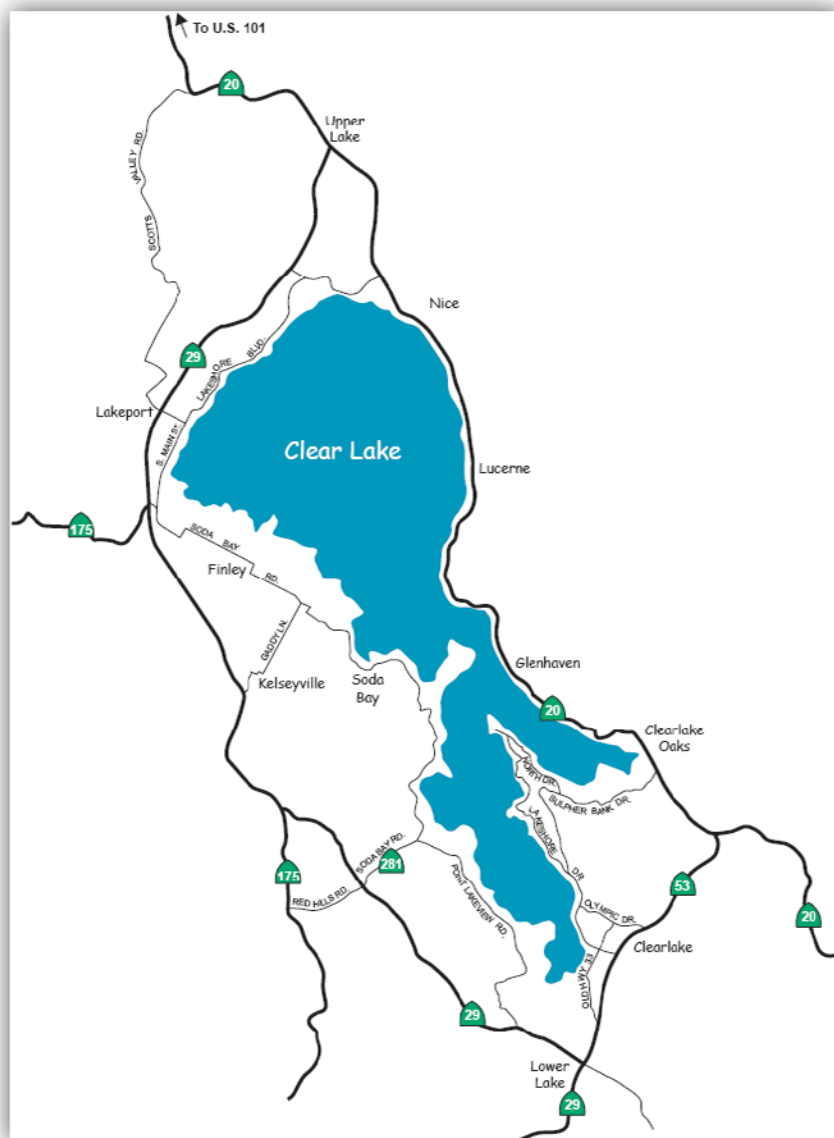 To U.S. 101
20
Upper
Lake
SCOTTS VALLEY RD.
Nice
29
LAKESHORE BLVD.
Lakeport
S. MAIN ST.
Clear Lake
Lucerne
175
SODA BAY RD.
Finley
GADDY LN.
Glenhaven
Kelseyville
Soda
Bay
20
Clearlake
Oaks
NORTH DR.
SULPHER BANK DR.
LAKESHORE DR.
SODA BAY RD.
281
175
RED HILLS RD.
POINT LAKEVIEW RD.
53
OLYMPIC DR.
20
Clearlake
OLD HWY 53
29
Lower
Lake
29